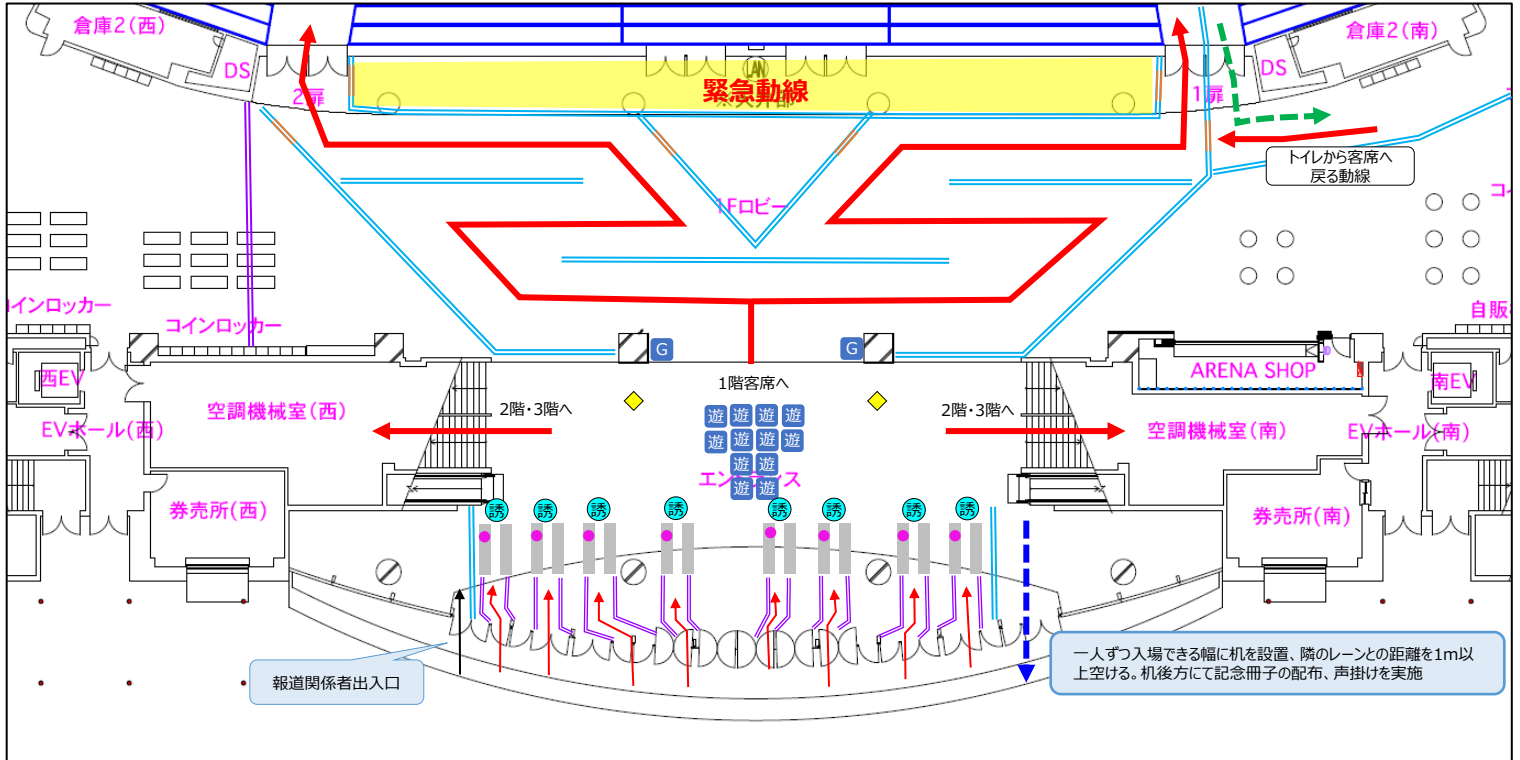 倉庫2(西)
倉庫2(南)
DS
DS
LAN
緊急動線
2扉
1扉
トイレから客席へ
戻る動線
1Fロビー
コインロッカー
自販
コインロッカー
G
G
ARENA SHOP
1階客席へ
西EV
南EV
2階・3階へ
2階・3階へ
空調機械室(西)
空調機械室(南)
遊 遊 遊 遊
EVホール(西)
EVホール(南)
遊 遊 遊 遊
遊 遊
遊 遊
券売所(西)
券売所(南)
誘 誘 誘 誘 誘 誘 誘 誘
報道関係者出入口
一人ずつ入場できる幅に机を設置、隣のレーンとの距離を1m以
上空ける。机後方にて記念冊子の配布、声掛けを実施